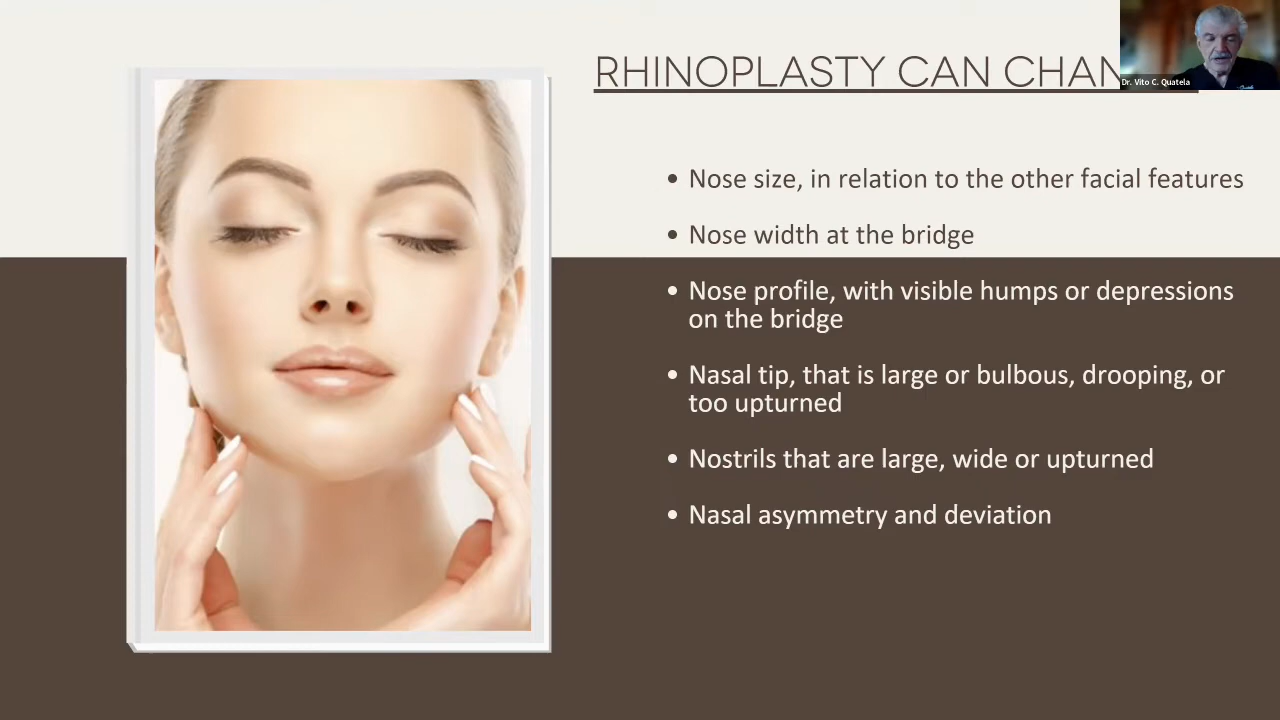 RHINOPLASTY CAN CHAN
Dr. Vito C. Quatela
• Nose size, in relation to the other facial features
• Nose width at the bridge
• Nose profile, with visible humps or depressions
on the bridge
• Nasal tip, that is large or bulbous, drooping, or
too upturned
• Nostrils that are large, wide or upturned
• Nasal asymmetry and deviation